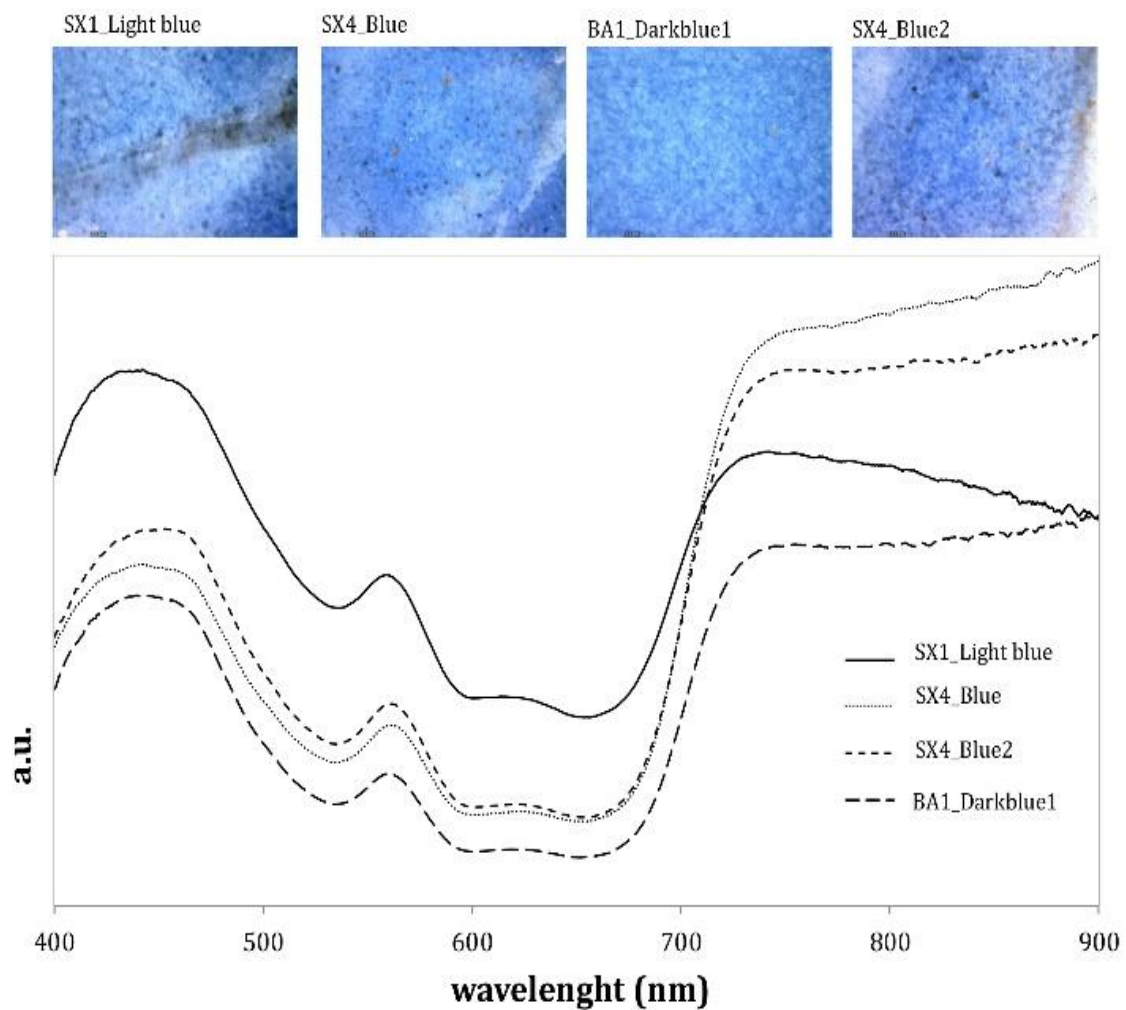 SX1_Light blue
SX4_Blue
BA1_Darkblue1
SX4_Blue2
SX1_Light blue
SX4_Blue
SX4_Blue2
BA1_Darkblue1
a.u.
400 500 600 700 800 900
wavelenght (nm)